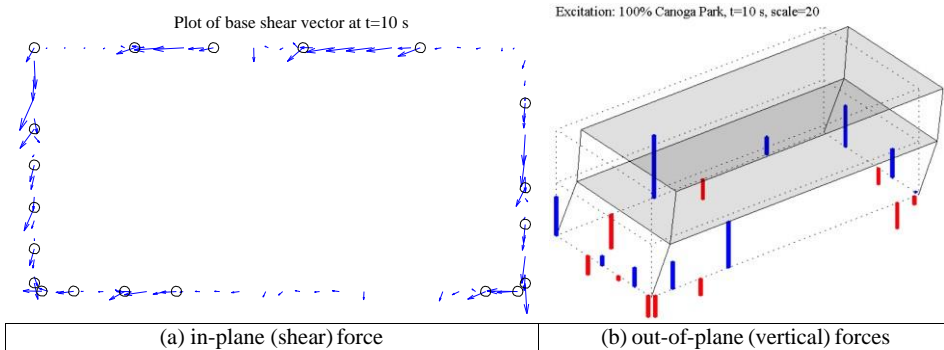 Plot of base shear vector at t=10 s
Excitation: 100% Canoga Park, t=10 s, scale=20
(a) in-plane (shear) force
(b) out-of-plane (vertical) forces